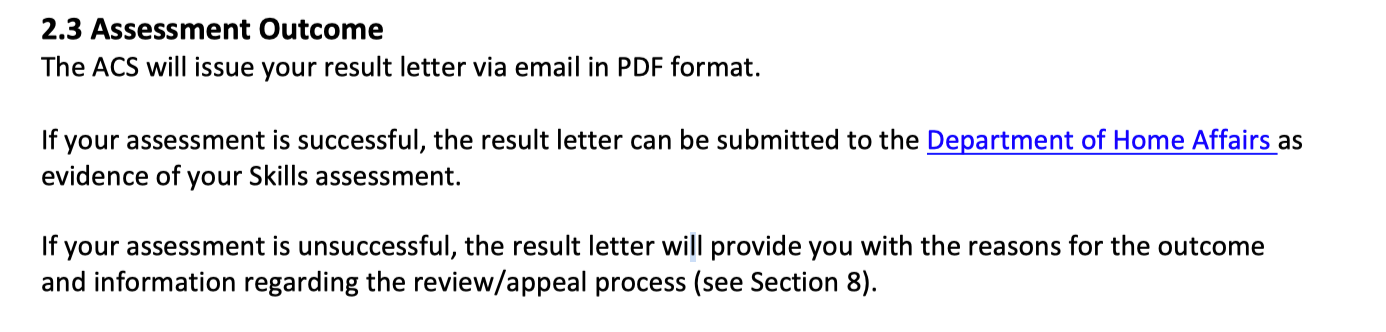 2.3 Assessment Outcome
The ACS will issue your result letter via email in PDF format.
If your assessment is successful, the result letter can be submitted to the Department of Home Affairs as
evidence of your Skills assessment.
If your assessment is unsuccessful, the result letter will provide you with the reasons for the outcome
and information regarding the review/appeal process (see Section 8).